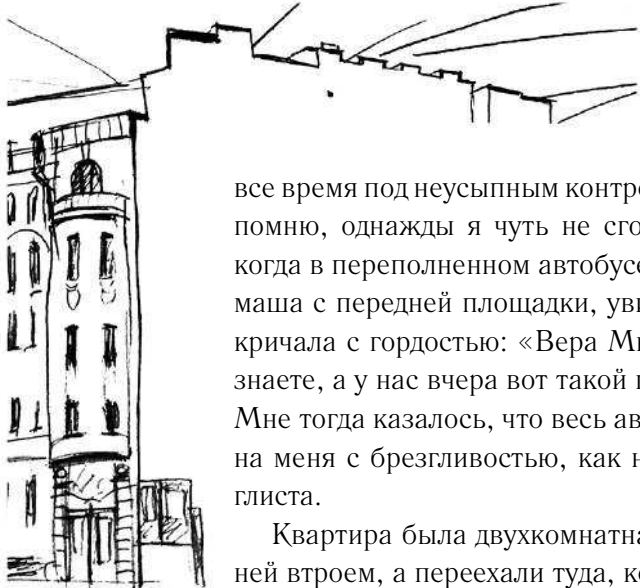 все время под неусыпным контро
помню, однажды я чуть не сго
когда в переполненном автобусе
маша с передней площадки, уви
кричала с гордостью: «Вера Ми
знаете, а у нас вчера вот такой г
Мне тогда казалось, что весь ав
на меня с брезгливостью, как н
глиста.
Квартира была двухкомнатна
ней втроем, а переехали туда, к